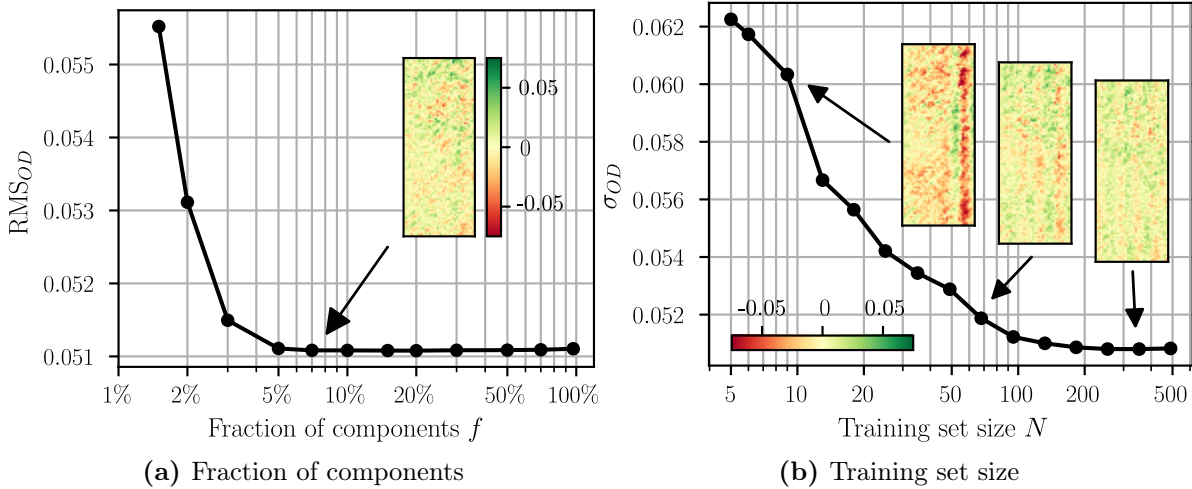 0.055
0.054
0.053
0.052
0.051
RMS_OD
0.05
0
-0.05
1% 2% 5% 10% 20% 50% 100%
Fraction of components f
(a) Fraction of components
0.062
0.060
0.058
0.056
0.054
0.052
σ_OD
-0.05 0 0.05
5 10 20 50 100 200 500
Training set size N
(b) Training set size